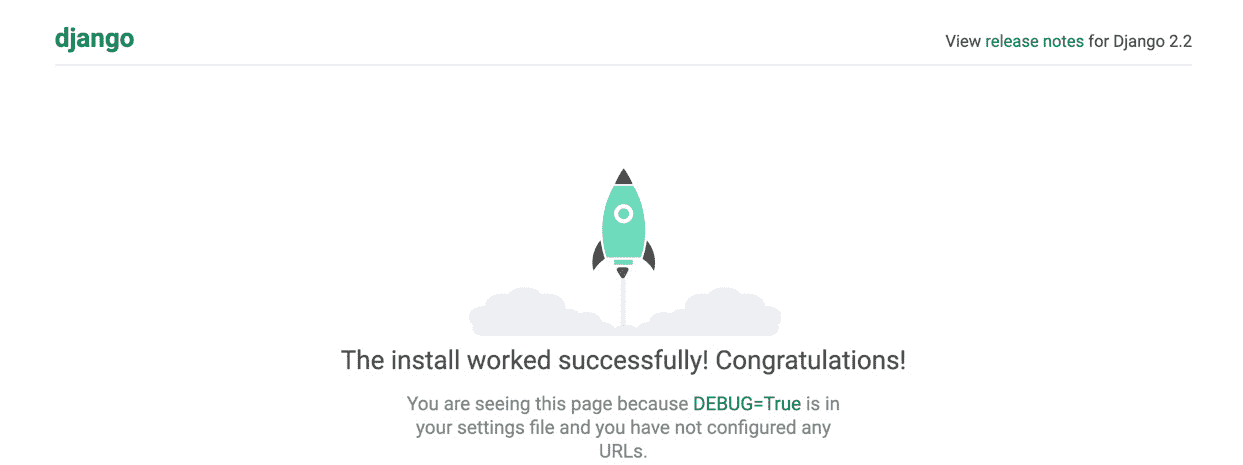 django
View release notes for Django 2.2
The install worked successfully! Congratulations!
You are seeing this page because DEBUG=True is in
your settings file and you have not configured any
URLs.